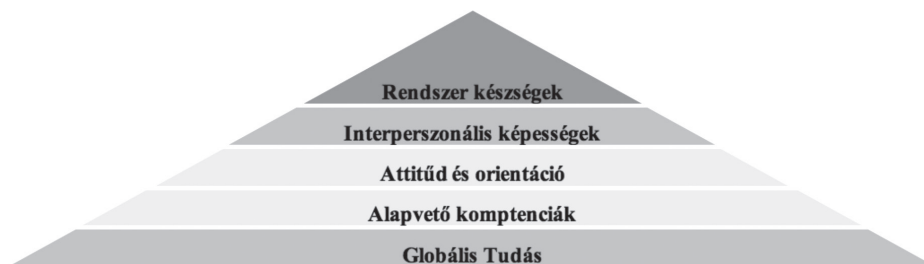 Rendszer készségek
Interperszonális képességek
Attitűd és orientáció
Alapvető komptenciák
Globális Tudás